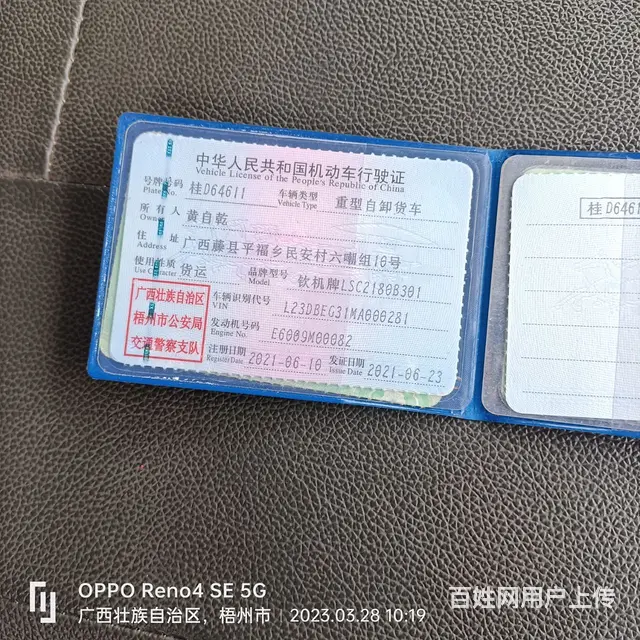 中华人民共和国机动车行驶证
Vehicle License of the People's Republic of China
号牌号码 桂D64611 车辆类型 重型自卸货车
Plate No. Vehicle Type
所有人 黄自乾
Owner
住址 广西藤县平福乡民安村六嘲组10号
Address
使用性质 货运 品牌型号 钦机牌LSC2180B301
Use Character Model
广西壮族自治区
梧州市公安局
交通警察支队
车辆识别代号 L23DBEG31MA000281
VIN
发动机号码 E6009M00082
Engine No.
注册日期 2021-06-10 发证日期 2021-06-23
Register Date Issue Date
桂D6461
OPPO Reno4 SE 5G
广西壮族自治区，梧州市 2023.03.28 10:19
百姓网用户上传